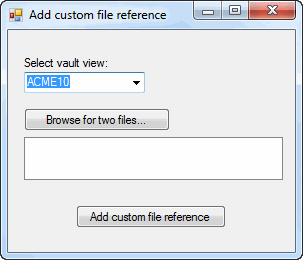 Add custom file reference
Select vault view:
ACME10
Browse for two files...
Add custom file reference